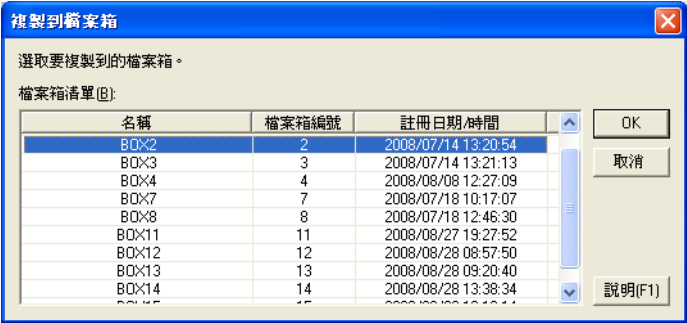 複製到檔案箱
選取要複製到的檔案箱。
檔案箱清單(B):
名稱 檔案箱編號 註冊日期/時間
BOX2 2 2008/07/14 13:20:54
BOX3 3 2008/07/14 13:21:13
BOX4 4 2008/08/08 12:27:09
BOX7 7 2008/07/18 10:17:07
BOX8 8 2008/07/18 12:46:30
BOX11 11 2008/08/27 19:27:52
BOX12 12 2008/08/28 08:57:50
BOX13 13 2008/08/28 09:20:40
BOX14 14 2008/08/28 13:38:34
OK
取消
說明(F1)